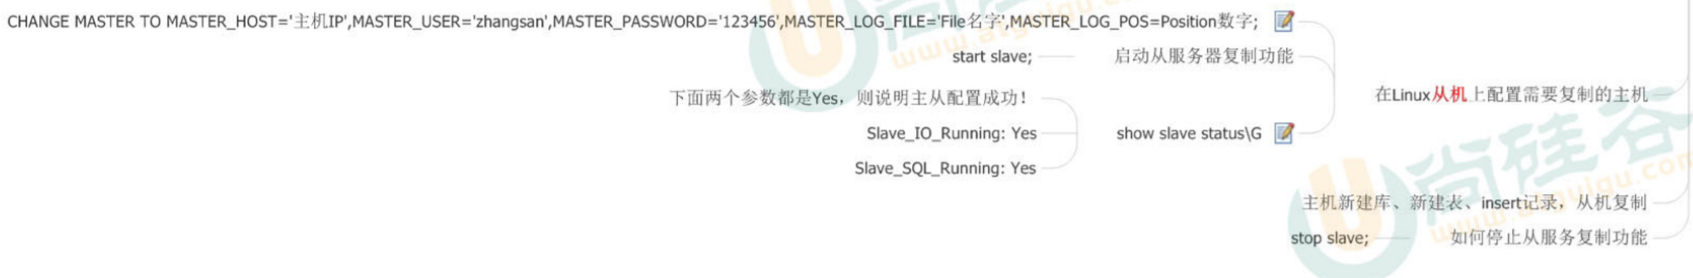 CHANGE MASTER TO MASTER_HOST='主机IP',MASTER_USER='zhangsan',MASTER_PASSWORD='123456',MASTER_LOG_FILE='File名字',MASTER_LOG_POS=Position数字;
start slave;
启动从服务器复制功能
下面两个参数都是Yes，则说明主从配置成功！
Slave_IO_Running: Yes
Slave_SQL_Running: Yes
show slave status\G
在Linux从机上配置需要复制的主机
主机新建库、新建表、insert记录，从机复制
stop slave;
如何停止从服务复制功能
尚硅谷